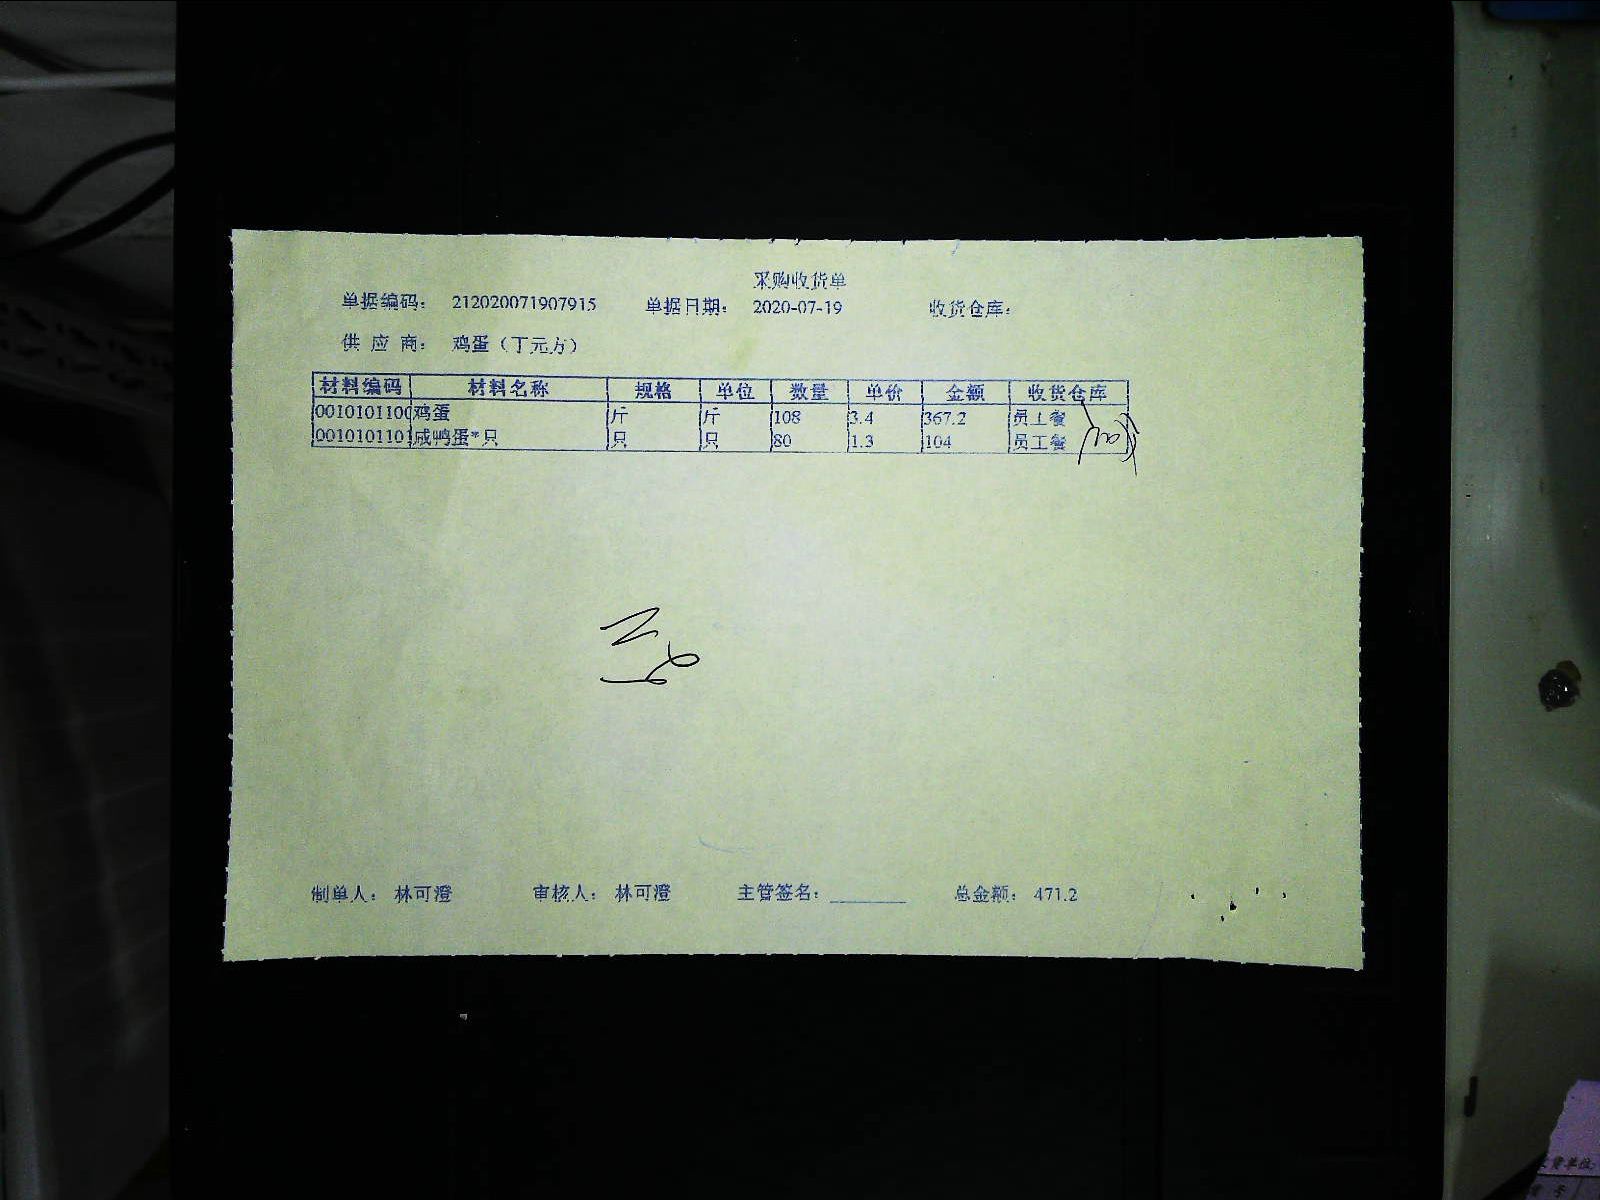 采购收货单
单据编码： 212020071907915 单据日期： 2020-07-19 收货仓库：
供 应 商： 鸡蛋（丁元方）
材料编码 材料名称 规格 单位 数量 单价 金额 收货仓库
0010101100 鸡蛋 斤 斤 108 3.4 367.2 员工餐
0010101101 咸鸭蛋*只 只 只 80 1.3 104 员工餐
制单人： 林可澄 审核人： 林可澄 主管签名： 总金额： 471.2